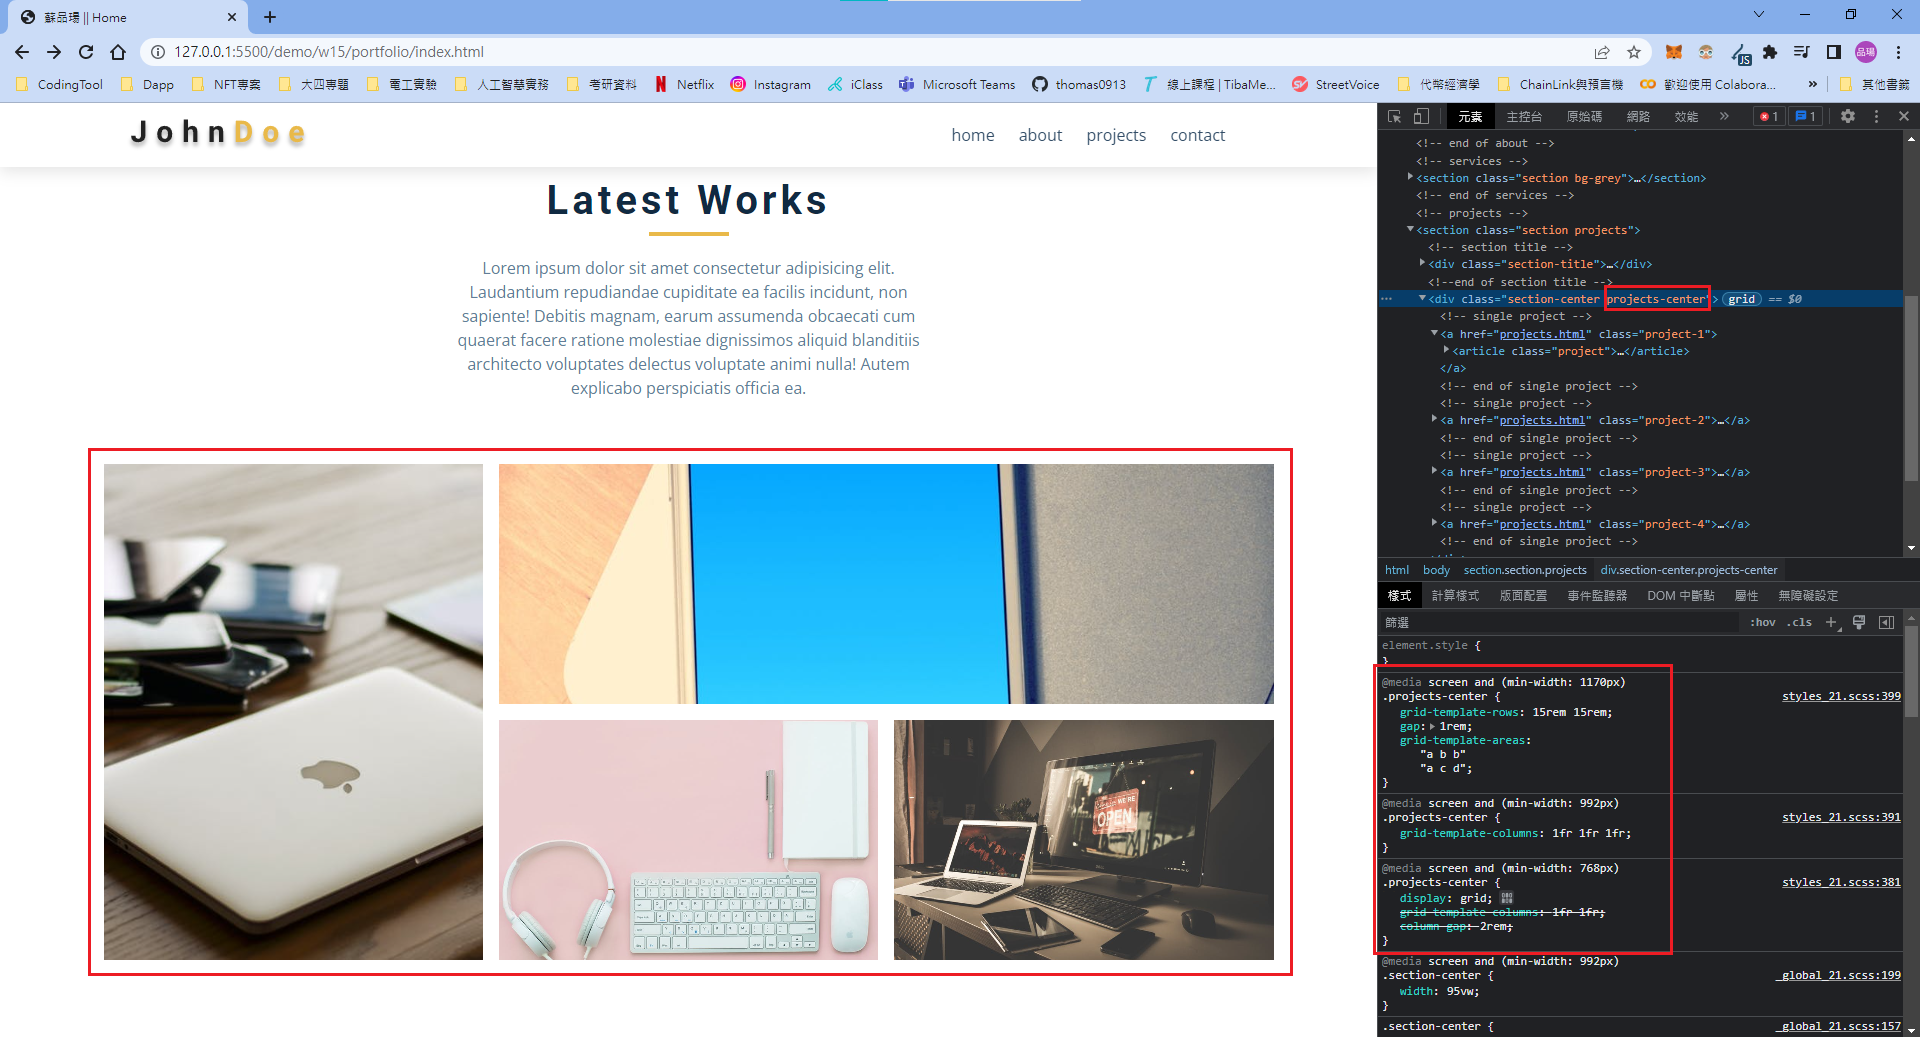 蘇品瑒 || Home
127.0.0.1:5500/demo/w15/portfolio/index.html
品瑒
JS
CodingTool
Dapp
NFT專案
大四專題
電工實驗
人工智慧實務
考研資料
Netflix
Instagram
iClass
Microsoft Teams
thomas0913
線上課程 | TibaMe...
StreetVoice
代幣經濟學
ChainLink與預言機
歡迎使用 Colabora...
»
其他書籤
JohnDoe
home about projects contact
Latest Works
Lorem ipsum dolor sit amet consectetur adipisicing elit.
Laudantium repudiandae cupiditate ea facilis incidunt, non
sapiente! Debitis magnam, earum assumenda obcaecati cum
quaerat facere ratione molestiae dignissimos aliquid blanditiis
architecto voluptates delectus voluptate animi nulla! Autem
explicabo perspiciatis officia ea.
WE'RE
OPEN
元素 主控台 原始碼 網路 效能 » 1 1
<!-- end of about -->
<!-- services -->
<section class="section bg-grey">…</section>
<!-- end of services -->
<!-- projects -->
<section class="section projects">
<!-- section title -->
<div class="section-title">…</div>
<!--end of section title -->
<div class="section-center projects-center"> grid == $0
<!-- single project -->
<a href="projects.html" class="project-1">
<article class="project">…</article>
</a>
<!-- end of single project -->
<!-- single project -->
<a href="projects.html" class="project-2">…</a>
<!-- end of single project -->
<!-- single project -->
<a href="projects.html" class="project-3">…</a>
<!-- end of single project -->
<!-- single project -->
<a href="projects.html" class="project-4">…</a>
<!-- end of single project -->
html body section.section.projects div.section-center.projects-center
樣式 計算樣式 版面配置 事件監聽器 DOM 中斷點 屬性 無障礙設定
篩選 :hov .cls +
element.style {
}
@media screen and (min-width: 1170px)
.projects-center { styles_21.scss:399
grid-template-rows: 15rem 15rem;
gap: 1rem;
grid-template-areas:
"a b b"
"a c d";
}
@media screen and (min-width: 992px)
.projects-center { styles_21.scss:391
grid-template-columns: 1fr 1fr 1fr;
}
@media screen and (min-width: 768px)
.projects-center { styles_21.scss:381
display: grid;
grid-template-columns: 1fr 1fr;
column-gap: 2rem;
}
@media screen and (min-width: 992px)
.section-center { _global_21.scss:199
width: 95vw;
}
.section-center { _global_21.scss:157